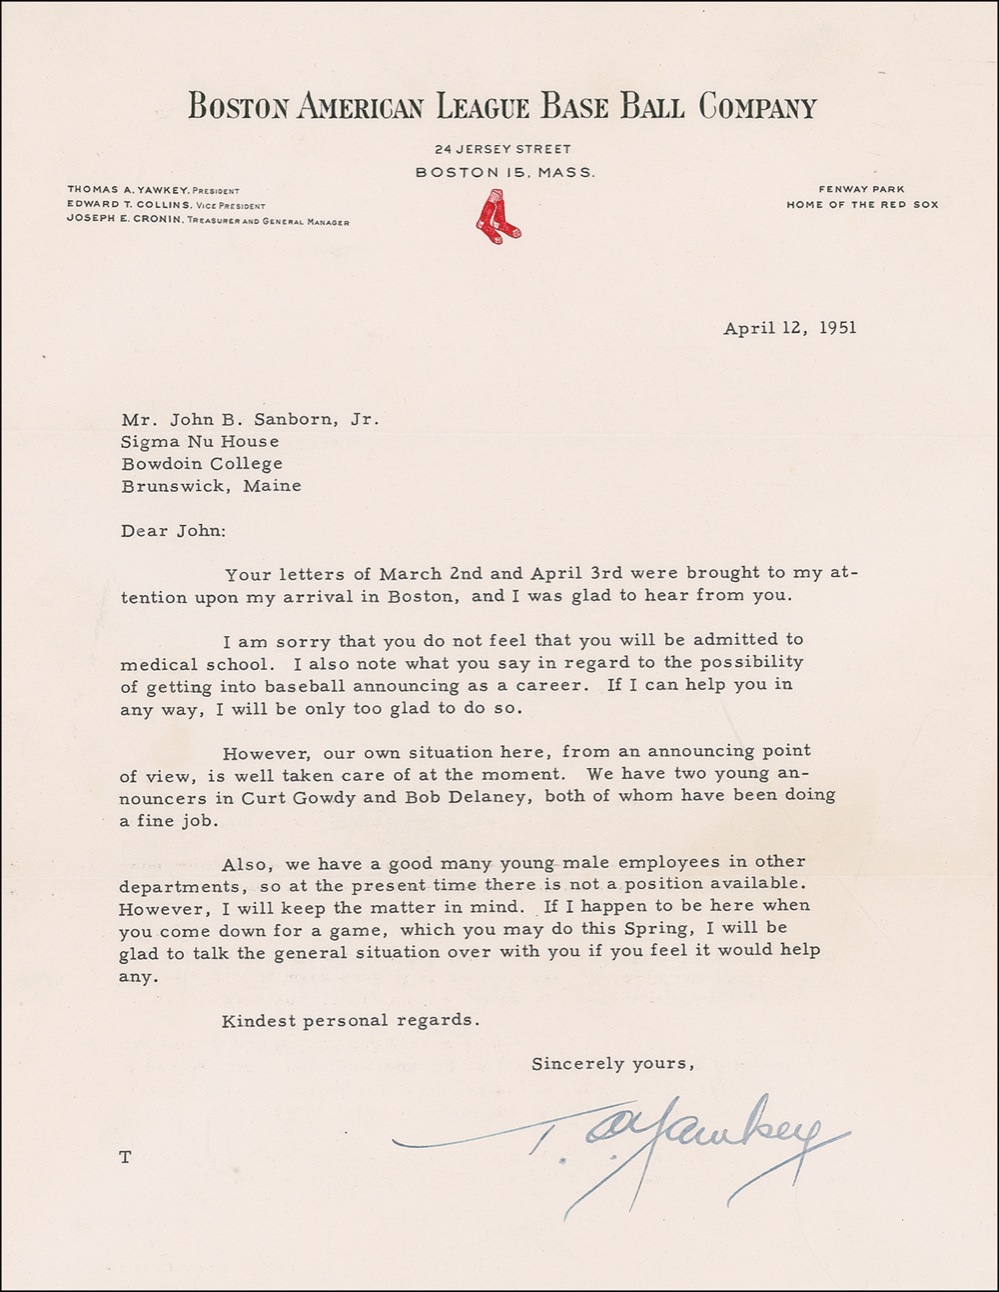 BOSTON AMERICAN LEAGUE BASE BALL COMPANY
24 JERSEY STREET
BOSTON 15, MASS.
THOMAS A. YAWKEY, PRESIDENT
EDWARD T. COLLINS, VICE PRESIDENT
JOSEPH E. CRONIN, TREASURER AND GENERAL MANAGER
FENWAY PARK
HOME OF THE RED SOX
April 12, 1951
Mr. John B. Sanborn, Jr.
Sigma Nu House
Bowdoin College
Brunswick, Maine
Dear John:
Your letters of March 2nd and April 3rd were brought to my at-
tention upon my arrival in Boston, and I was glad to hear from you.
I am sorry that you do not feel that you will be admitted to
medical school. I also note what you say in regard to the possibility
of getting into baseball announcing as a career. If I can help you in
any way, I will be only too glad to do so.
However, our own situation here, from an announcing point
of view, is well taken care of at the moment. We have two young an-
nouncers in Curt Gowdy and Bob Delaney, both of whom have been doing
a fine job.
Also, we have a good many young male employees in other
departments, so at the present time there is not a position available.
However, I will keep the matter in mind. If I happen to be here when
you come down for a game, which you may do this Spring, I will be
glad to talk the general situation over with you if you feel it would help
any.
Kindest personal regards.
Sincerely yours,
T. A. Yawkey
T